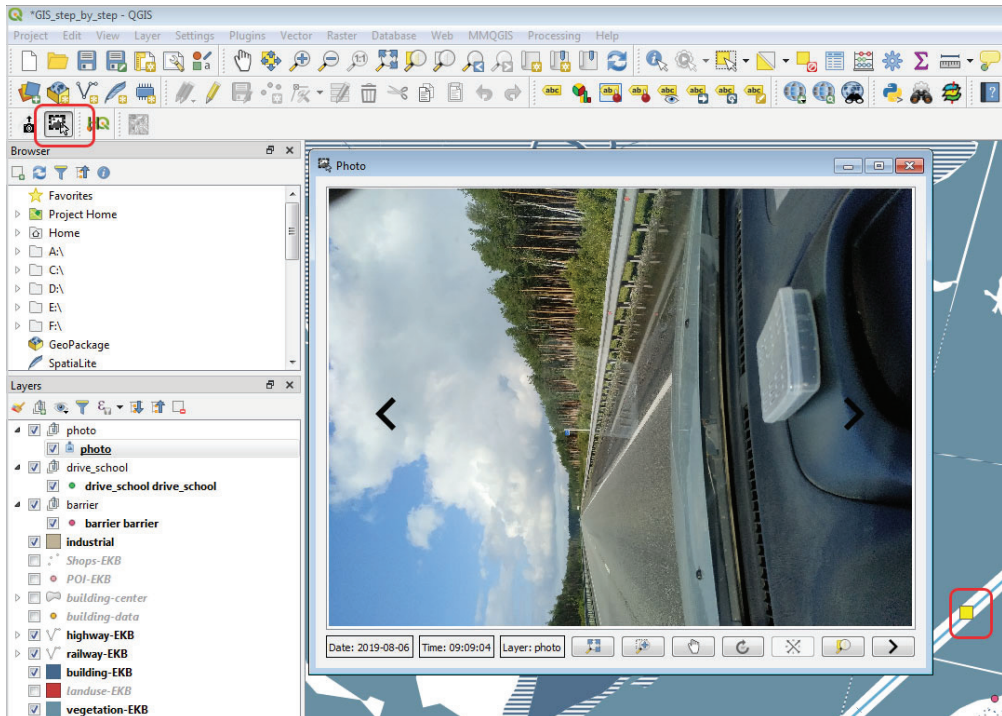 *GIS_step_by_step - QGIS
Project Edit View Layer Settings Plugins Vector Raster Database Web MMQGIS Processing Help
Browser
Favorites
Project Home
Home
A:\
C:\
D:\
E:\
F:\
GeoPackage
SpatiaLite
Layers
photo
photo
drive_school
drive_school drive_school
barrier
barrier barrier
industrial
Shops-EKB
POI-EKB
building-center
building-data
highway-EKB
railway-EKB
building-EKB
landuse-EKB
vegetation-EKB
Photo
Date: 2019-08-06 Time: 09:09:04 Layer: photo